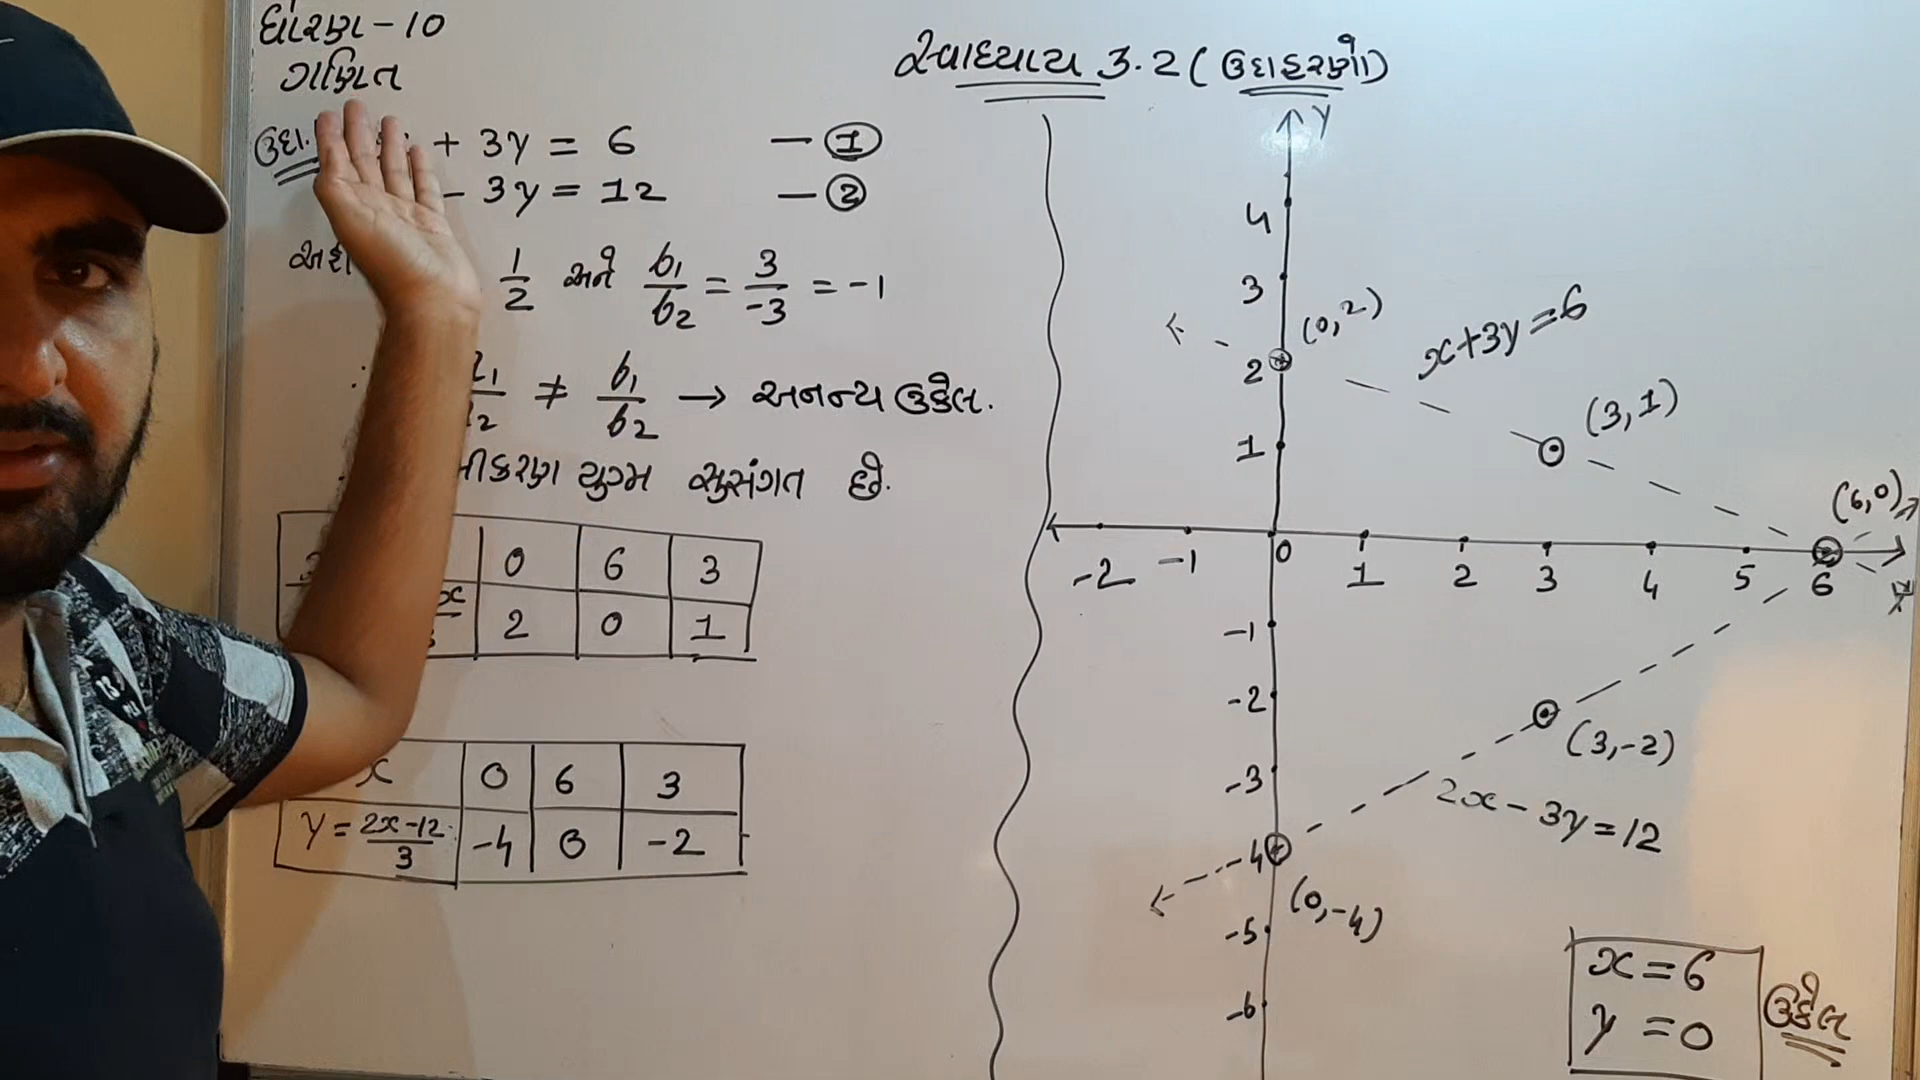 ધોરણ - 10
ગણિત
સ્વાધ્યાય 3.2 ( ઉદાહરણો )
ઉદા. + 3y = 6 — ①
- 3y = 12 — ②
1/2 અને b₁/b₂ = 3/-3 = -1
≠ b₁/b₂ → અનન્ય ઉકેલ.
યુગ્મ સુસંગત છે.
0 6 3
2 0 1
x 0 6 3
y = 2x-12/3 -4 0 -2
Y
4
3
2
1
(0,2)
x+3y=6
(3,1)
(6,0)
-2 -1 0 1 2 3 4 5 6
-1
-2
-3
-4
-5
-6
(3,-2)
2x - 3y = 12
(0,-4)
x = 6
y = 0
ઉકેલ